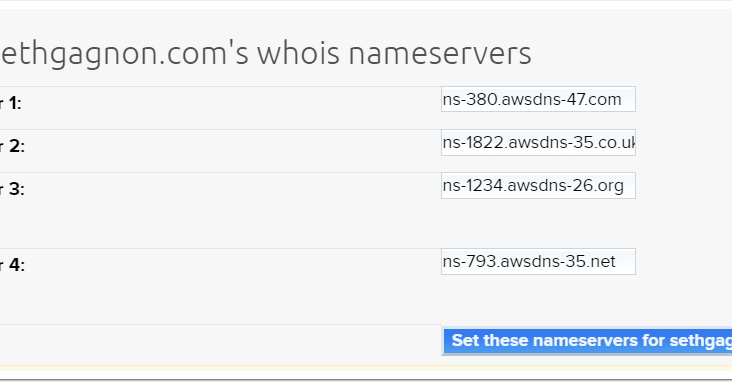 ethgagnon.com's whois nameservers
r 1:
ns-380.awsdns-47.com
r 2:
ns-1822.awsdns-35.co.uk
r 3:
ns-1234.awsdns-26.org
r 4:
ns-793.awsdns-35.net
Set these nameservers for sethgag